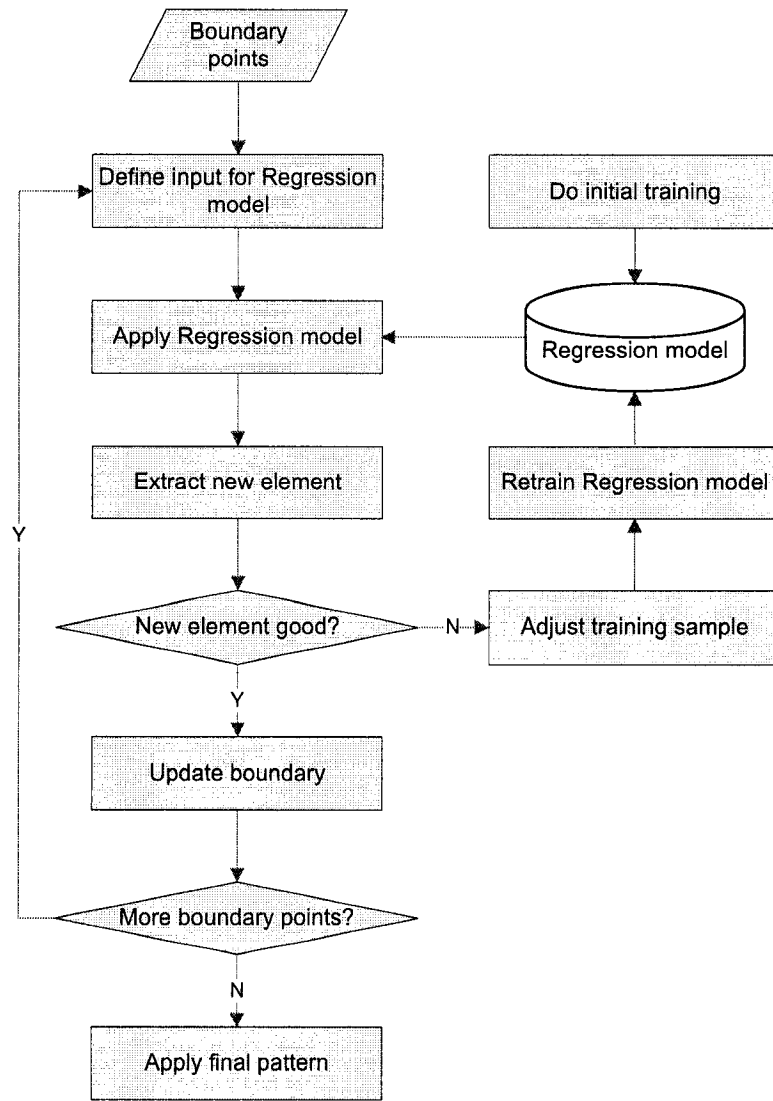 Boundary
points
Define input for Regression
model
Do initial training
Apply Regression model
Regression model
Extract new element
Retrain Regression model
Y
New element good?
N
Adjust training sample
Y
Update boundary
More boundary points?
N
Apply final pattern